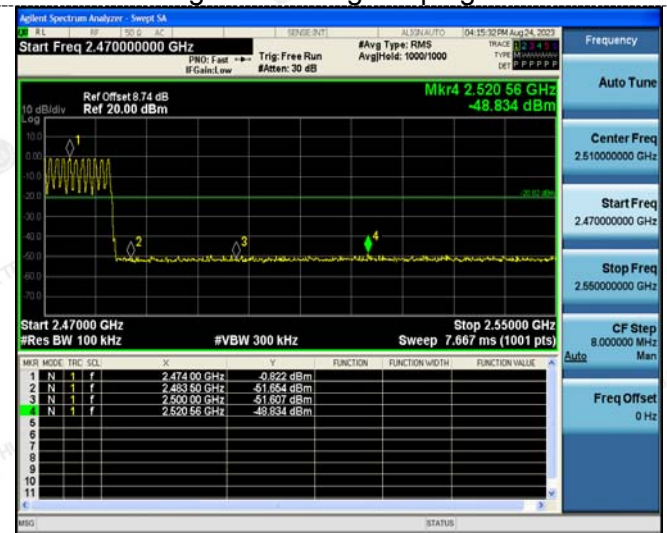 Agilent Spectrum Analyzer - Swept SA
RL RF 50 Ω AC SENSE:INT ALIGN AUTO 04:15:32 PM Aug 24, 2023
Start Freq 2.470000000 GHz
PNO: Fast Trig: Free Run #Avg Type: RMS TRACE 1 2 3 4 5 6
IFGain:Low #Atten: 30 dB Avg|Hold: 1000/1000 TYPE
DET P P P P P P
Mkr4 2.520 56 GHz
Ref Offset 8.74 dB
10 dB/div Ref 20.00 dBm -48.834 dBm
Log
10.0
0.00
-10.0
-20.0
-30.0
-40.0
-50.0
-60.0
-70.0
1
2
3
4
Start 2.47000 GHz Stop 2.55000 GHz
#Res BW 100 kHz #VBW 300 kHz Sweep 7.667 ms (1001 pts)
MKR MODE TRC SCL X Y FUNCTION FUNCTION WIDTH FUNCTION VALUE
1 N 1 f 2.474 00 GHz -0.822 dBm
2 N 1 f 2.483 50 GHz -51.654 dBm
3 N 1 f 2.500 00 GHz -51.607 dBm
4 N 1 f 2.520 56 GHz -48.834 dBm
5
6
7
8
9
10
11
MSG STATUS
Frequency
Auto Tune
Center Freq
2.510000000 GHz
Start Freq
2.470000000 GHz
Stop Freq
2.550000000 GHz
CF Step
8.000000 MHz
Auto Man
Freq Offset
0 Hz